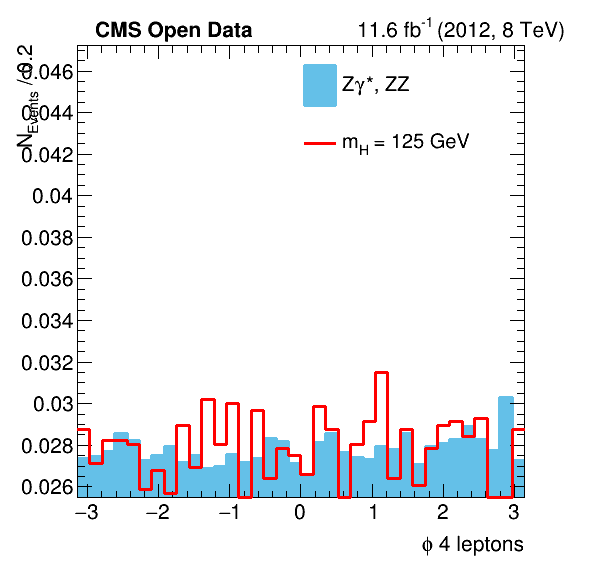 CMS Open Data 11.6 fb-1 (2012, 8 TeV)
NEvents / 0.2
Zγ*, ZZ
mH = 125 GeV
0.046
0.044
0.042
0.04
0.038
0.036
0.034
0.032
0.03
0.028
0.026
−3 −2 −1 0 1 2 3
ϕ 4 leptons